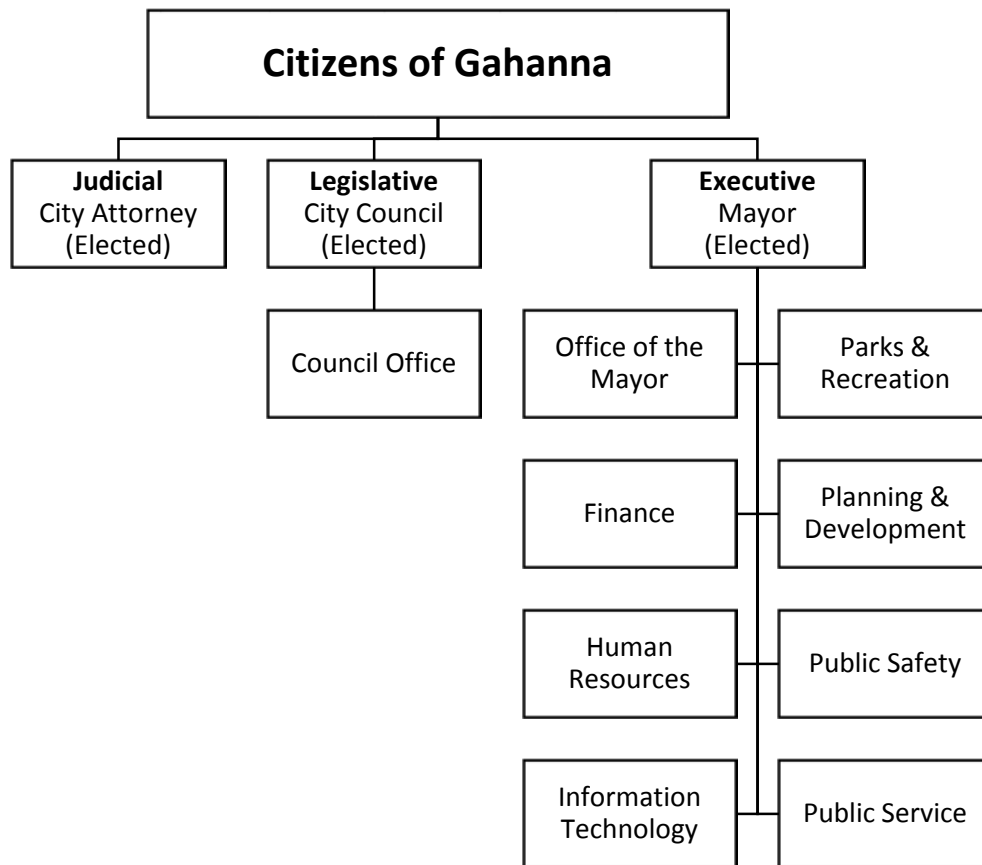 Citizens of Gahanna
Judicial
City Attorney
(Elected)
Legislative
City Council
(Elected)
Executive
Mayor
(Elected)
Council Office
Office of the
Mayor
Parks &
Recreation
Finance
Planning &
Development
Human
Resources
Public Safety
Information
Technology
Public Service